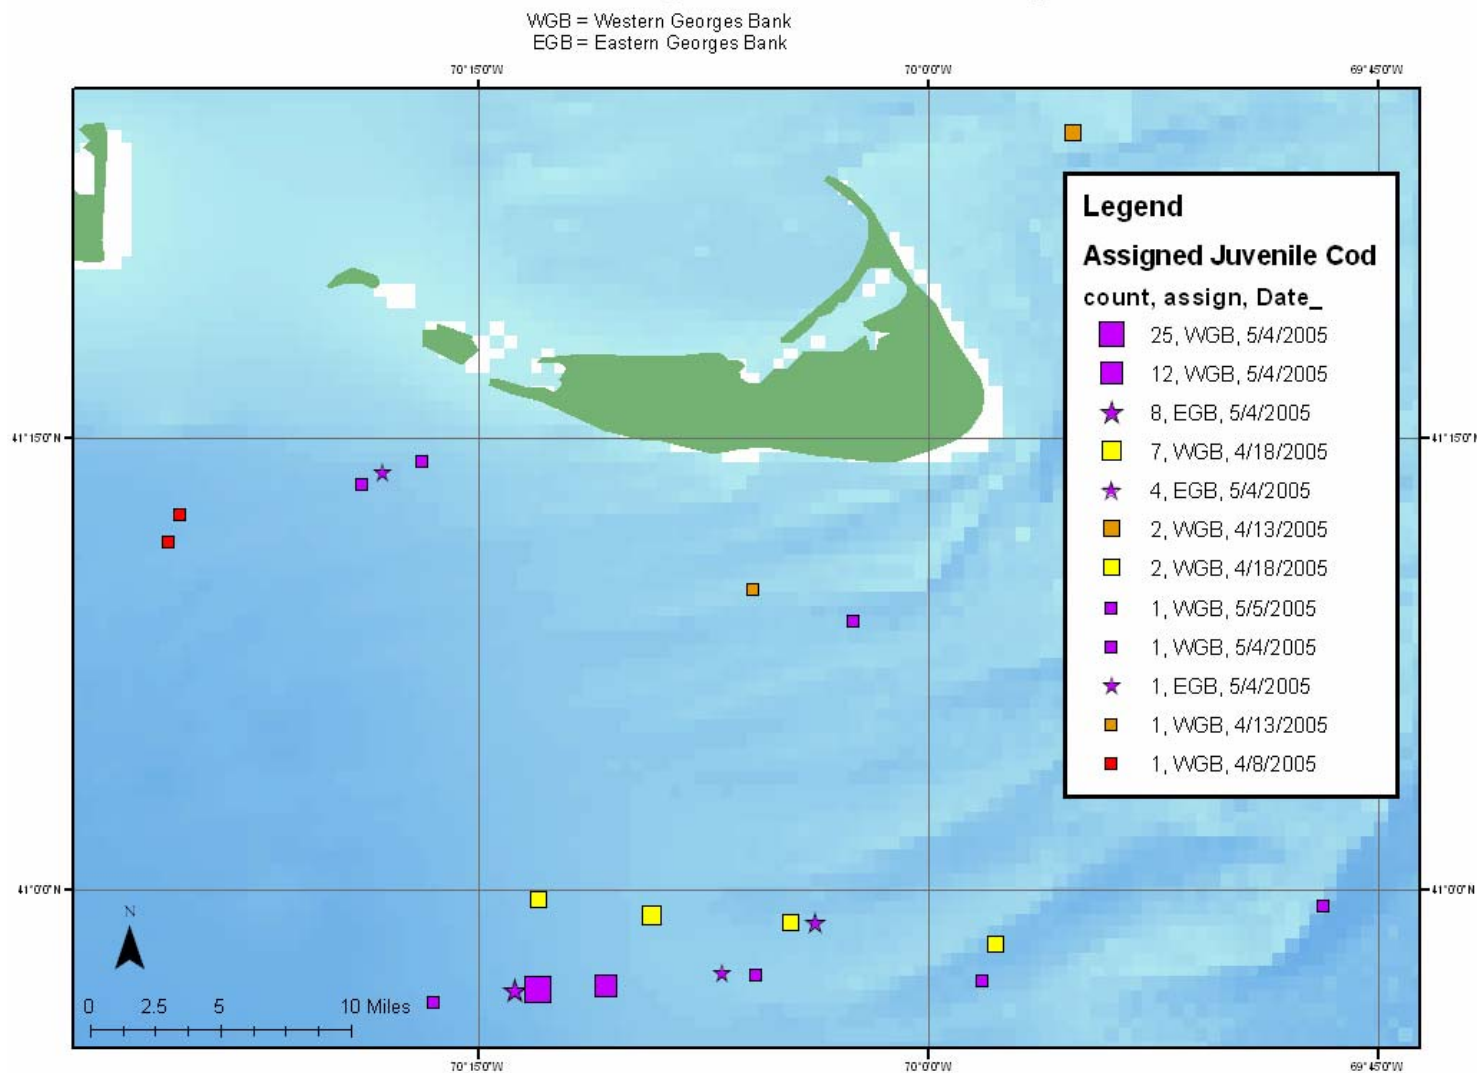 WGB = Western Georges Bank
EGB = Eastern Georges Bank
70°15'0"W 70°0'0"W 69°45'0"W
Legend
Assigned Juvenile Cod
count, assign, Date_
25, WGB, 5/4/2005
12, WGB, 5/4/2005
8, EGB, 5/4/2005
7, WGB, 4/18/2005
4, EGB, 5/4/2005
2, WGB, 4/13/2005
2, WGB, 4/18/2005
1, WGB, 5/5/2005
1, WGB, 5/4/2005
1, EGB, 5/4/2005
1, WGB, 4/13/2005
1, WGB, 4/8/2005
41°15'0"N 41°15'0"N
41°0'0"N 41°0'0"N
N
0 2.5 5 10 Miles
70°15'0"W 70°0'0"W 69°45'0"W